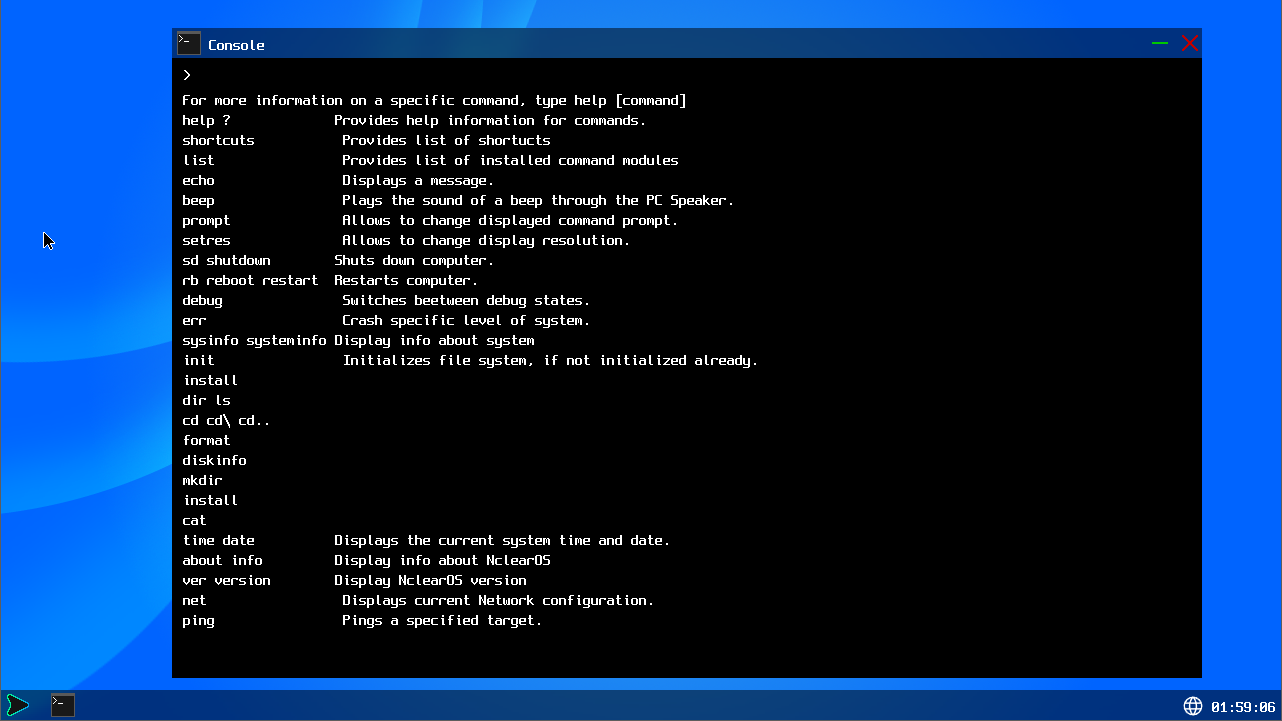 Console
>
For more information on a specific command, type help [command]
help ? Provides help information for commands.
shortcuts Provides list of shortucts
list Provides list of installed command modules
echo Displays a message.
beep Plays the sound of a beep through the PC Speaker.
prompt Allows to change displayed command prompt.
setres Allows to change display resolution.
sd shutdown Shuts down computer.
rb reboot restart Restarts computer.
debug Switches beetween debug states.
err Crash specific level of system.
sysinfo systeminfo Display info about system
init Initializes file system, if not initialized already.
install
dir ls
cd cd\ cd..
format
diskinfo
mkdir
install
cat
time date Displays the current system time and date.
about info Display info about NclearOS
ver version Display NclearOS version
net Displays current Network configuration.
ping Pings a specified target.
01:59:06